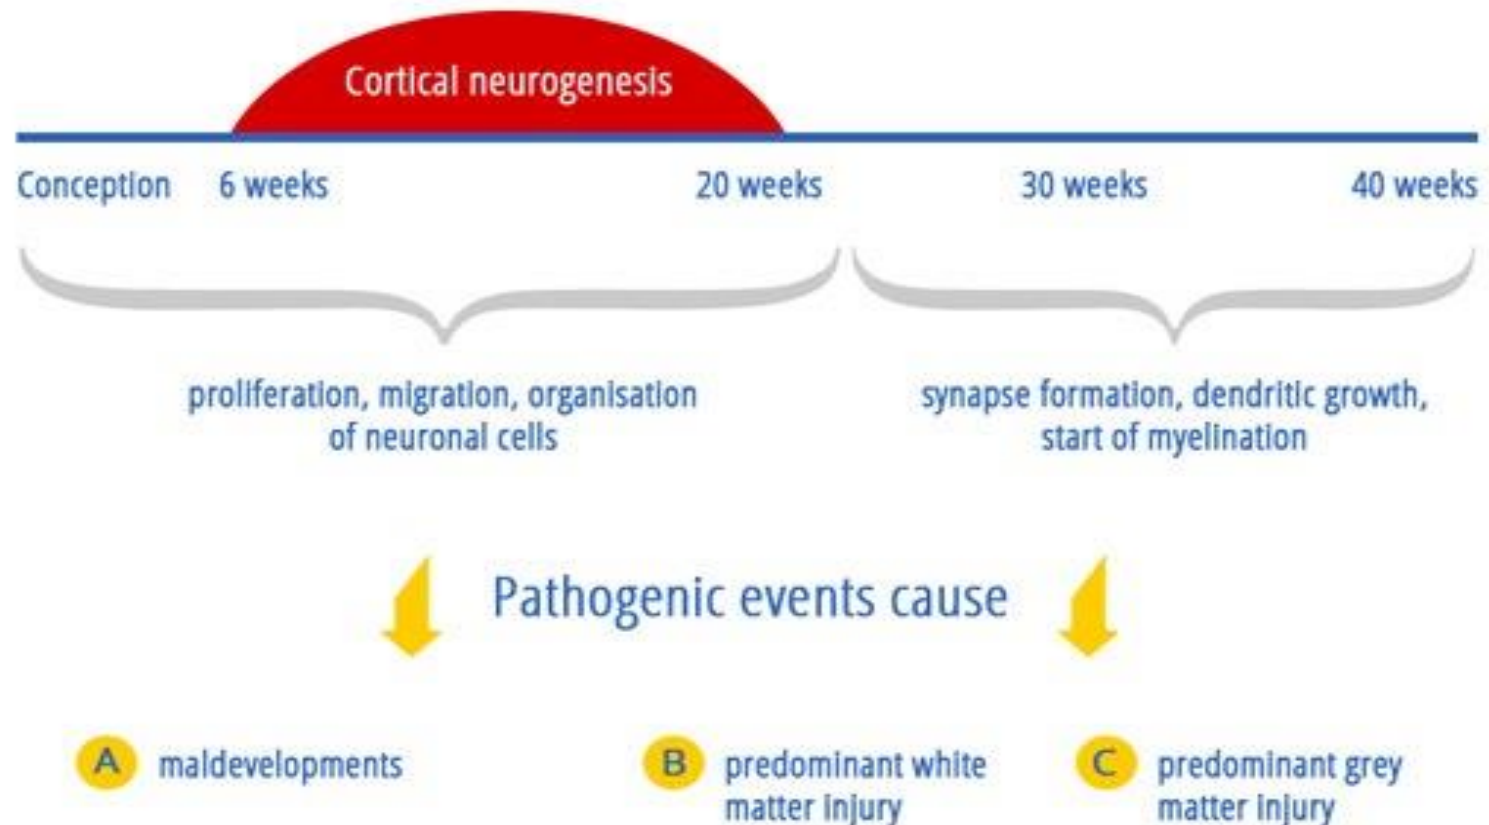 Cortical neurogenesis
Conception 6 weeks 20 weeks 30 weeks 40 weeks
proliferation, migration, organisation
of neuronal cells
synapse formation, dendritic growth,
start of myelination
Pathogenic events cause
A maldevelopments
B predominant white
matter injury
C predominant grey
matter injury